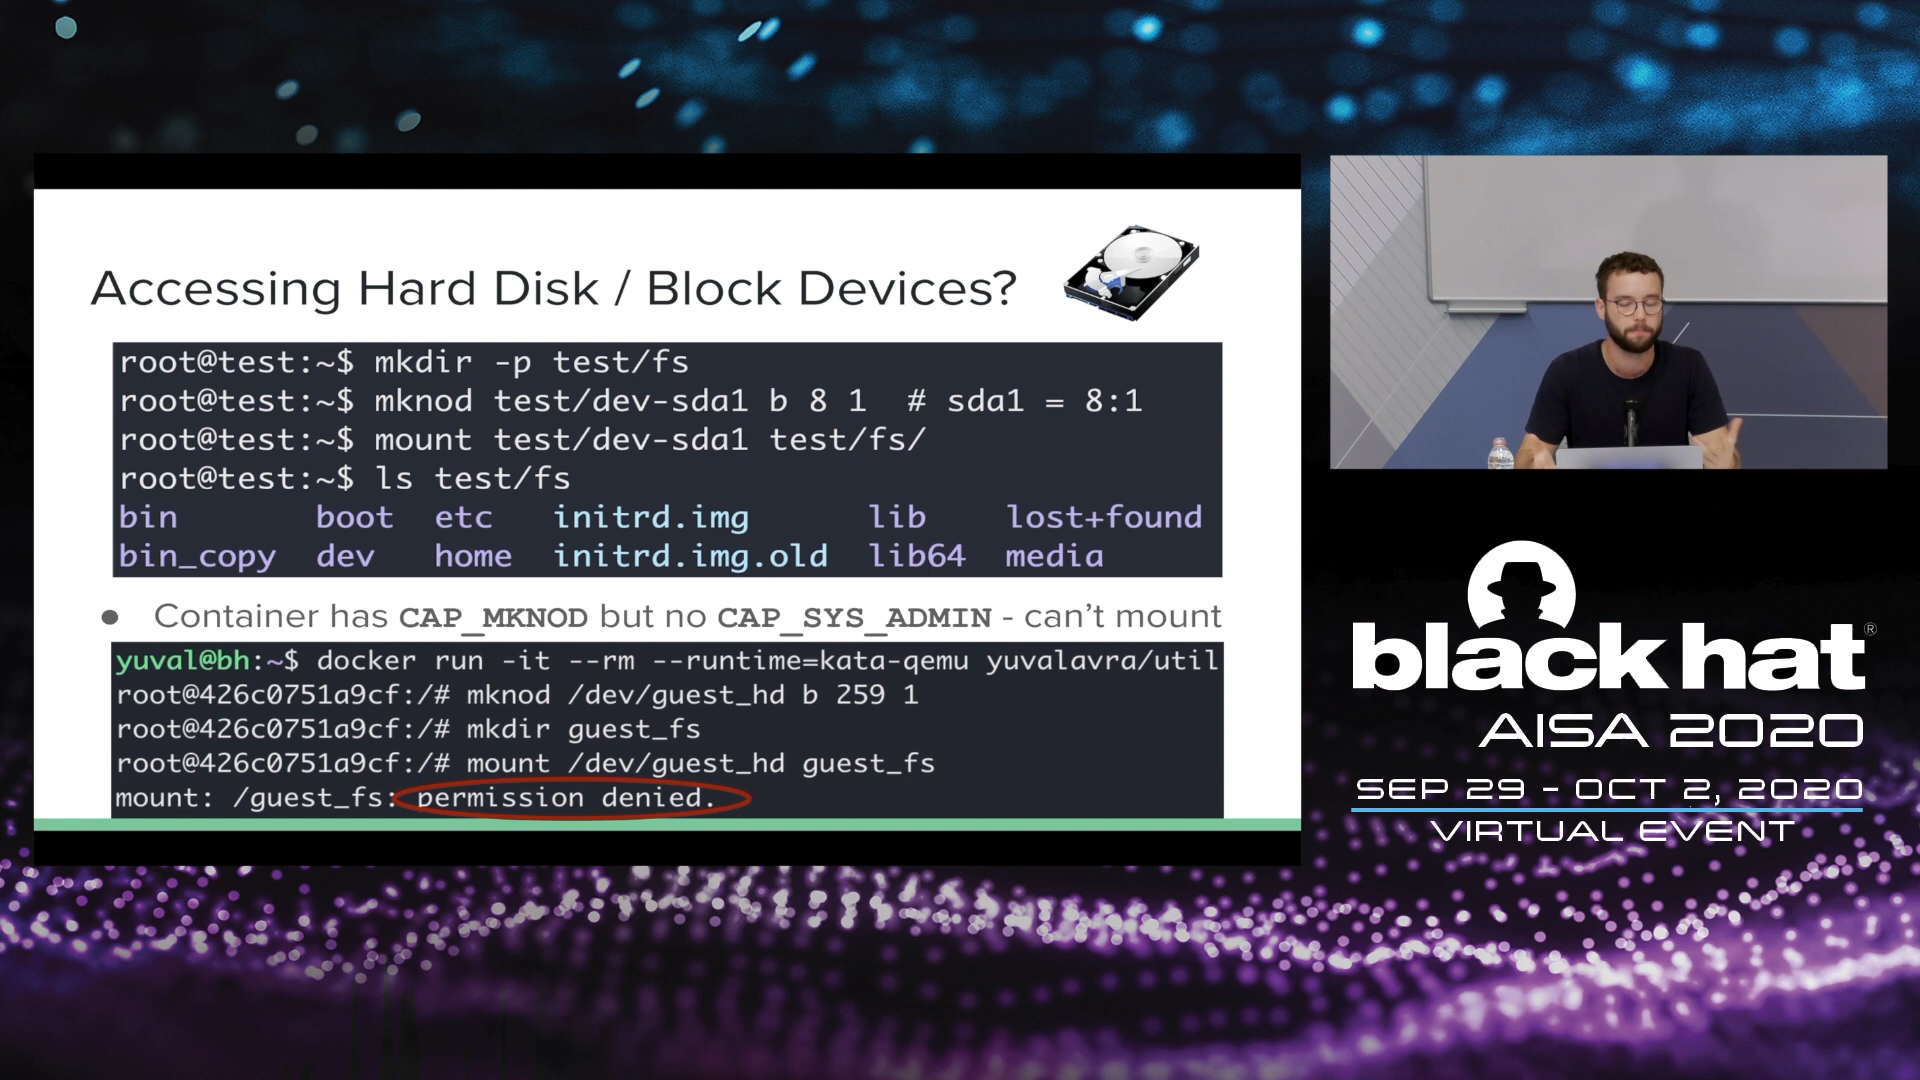 Accessing Hard Disk / Block Devices?
root@test:~$ mkdir -p test/fs
root@test:~$ mknod test/dev-sda1 b 8 1  # sda1 = 8:1
root@test:~$ mount test/dev-sda1 test/fs/
root@test:~$ ls test/fs
bin boot etc initrd.img lib lost+found
bin_copy dev home initrd.img.old lib64 media
● Container has CAP_MKNOD but no CAP_SYS_ADMIN - can't mount
yuval@bh:~$ docker run -it --rm --runtime=kata-qemu yuvalavra/util
root@426c0751a9cf:/# mknod /dev/guest_hd b 259 1
root@426c0751a9cf:/# mkdir guest_fs
root@426c0751a9cf:/# mount /dev/guest_hd guest_fs
mount: /guest_fs: permission denied.
black hat®
AISA 2020
SEP 29 - OCT 2, 2020
VIRTUAL EVENT